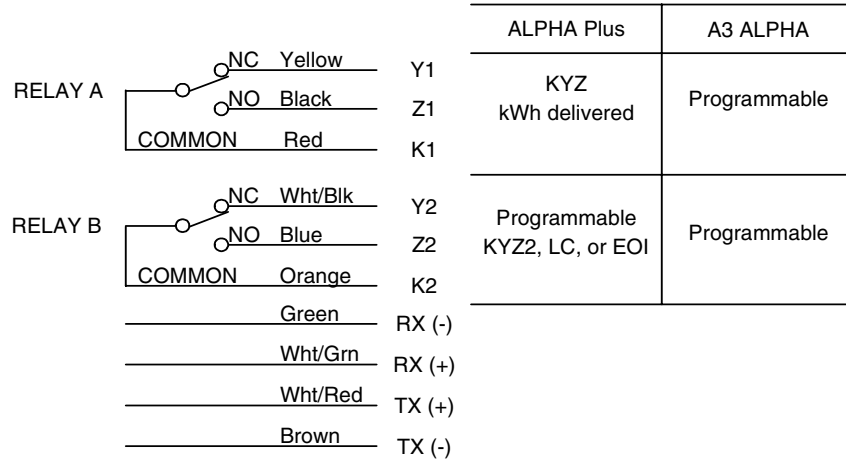 ALPHA Plus A3 ALPHA
NC Yellow Y1
RELAY A
NO Black Z1
COMMON Red K1
KYZ
kWh delivered
Programmable
NC Wht/Blk Y2
RELAY B
NO Blue Z2
COMMON Orange K2
Programmable
KYZ2, LC, or EOI
Programmable
Green RX (-)
Wht/Grn RX (+)
Wht/Red TX (+)
Brown TX (-)